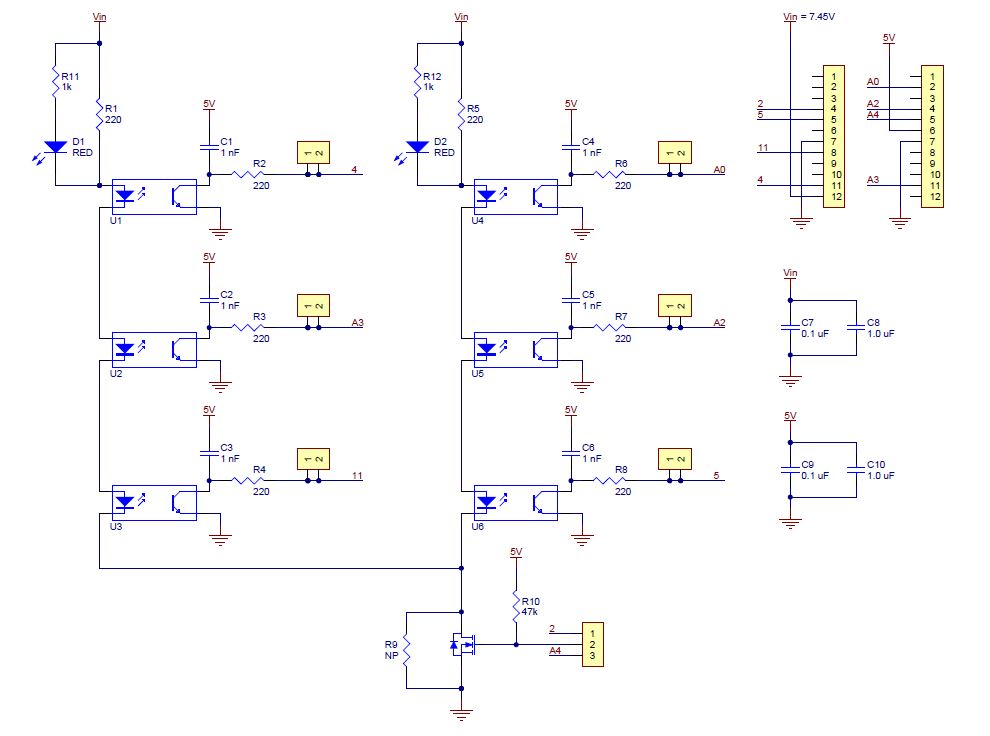 Vin
R11
1k
R1
220
D1
RED
5V
C1
1 nF
R2
220
1 2
4
U1
5V
C2
1 nF
R3
220
1 2
A3
U2
5V
C3
1 nF
R4
220
1 2
11
U3
Vin
R12
1k
R5
220
D2
RED
5V
C4
1 nF
R6
220
1 2
A0
U4
5V
C5
1 nF
R7
220
1 2
A2
U5
5V
C6
1 nF
R8
220
1 2
5
U6
5V
R10
47k
R9
NP
2
A4
1
2
3
Vin = 7.45V
2
5
11
4
1
2
3
4
5
6
7
8
9
10
11
12
5V
A0
A2
A4
A3
1
2
3
4
5
6
7
8
9
10
11
12
Vin
C7
0.1 uF
C8
1.0 uF
5V
C9
0.1 uF
C10
1.0 uF